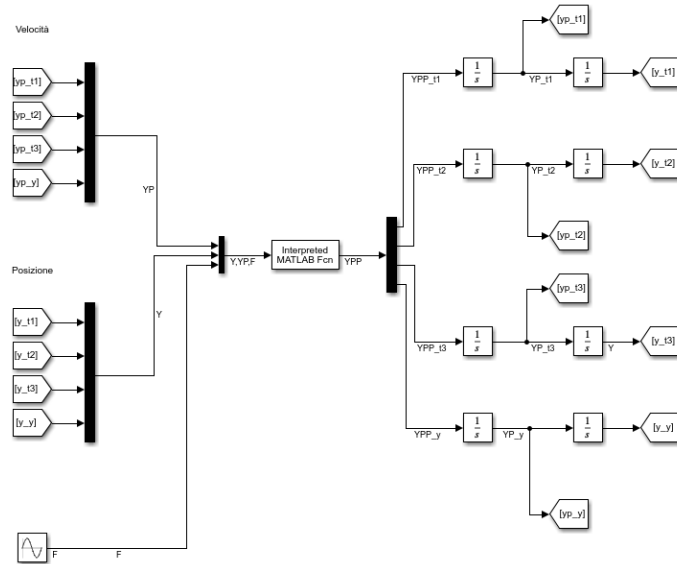 Velocità
[yp_t1]
[yp_t2]
[yp_t3]
[yp_y]
YP
Posizione
[y_t1]
[y_t2]
[y_t3]
[y_y]
Y
F
F
Y,YP,F
Interpreted
MATLAB Fcn
YPP
[yp_t1]
YPP_t1
1
s
YP_t1
1
s
[y_t1]
YPP_t2
1
s
YP_t2
1
s
[y_t2]
[yp_t2]
[yp_t3]
YPP_t3
1
s
YP_t3
1
s
Y
[y_t3]
YPP_y
1
s
YP_y
1
s
[y_y]
[yp_y]